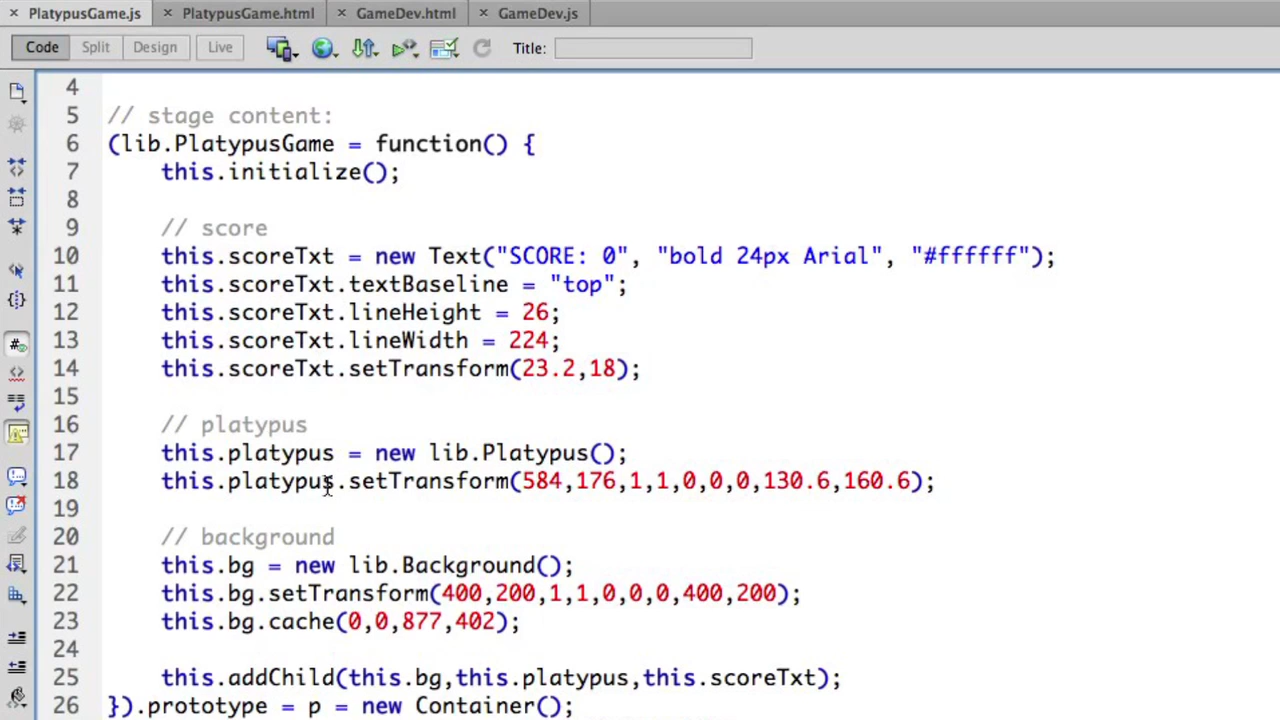 PlatypusGame.js PlatypusGame.html GameDev.html GameDev.js
Code Split Design Live Title:
4
5 // stage content:
6 (lib.PlatypusGame = function() {
7 this.initialize();
8
9 // score
10 this.scoreTxt = new Text("SCORE: 0", "bold 24px Arial", "#ffffff");
11 this.scoreTxt.textBaseline = "top";
12 this.scoreTxt.lineHeight = 26;
13 this.scoreTxt.lineWidth = 224;
14 this.scoreTxt.setTransform(23.2,18);
15
16 // platypus
17 this.platypus = new lib.Platypus();
18 this.platypus.setTransform(584,176,1,1,0,0,0,130.6,160.6);
19
20 // background
21 this.bg = new lib.Background();
22 this.bg.setTransform(400,200,1,1,0,0,0,400,200);
23 this.bg.cache(0,0,877,402);
24
25 this.addChild(this.bg,this.platypus,this.scoreTxt);
26 }).prototype = p = new Container();